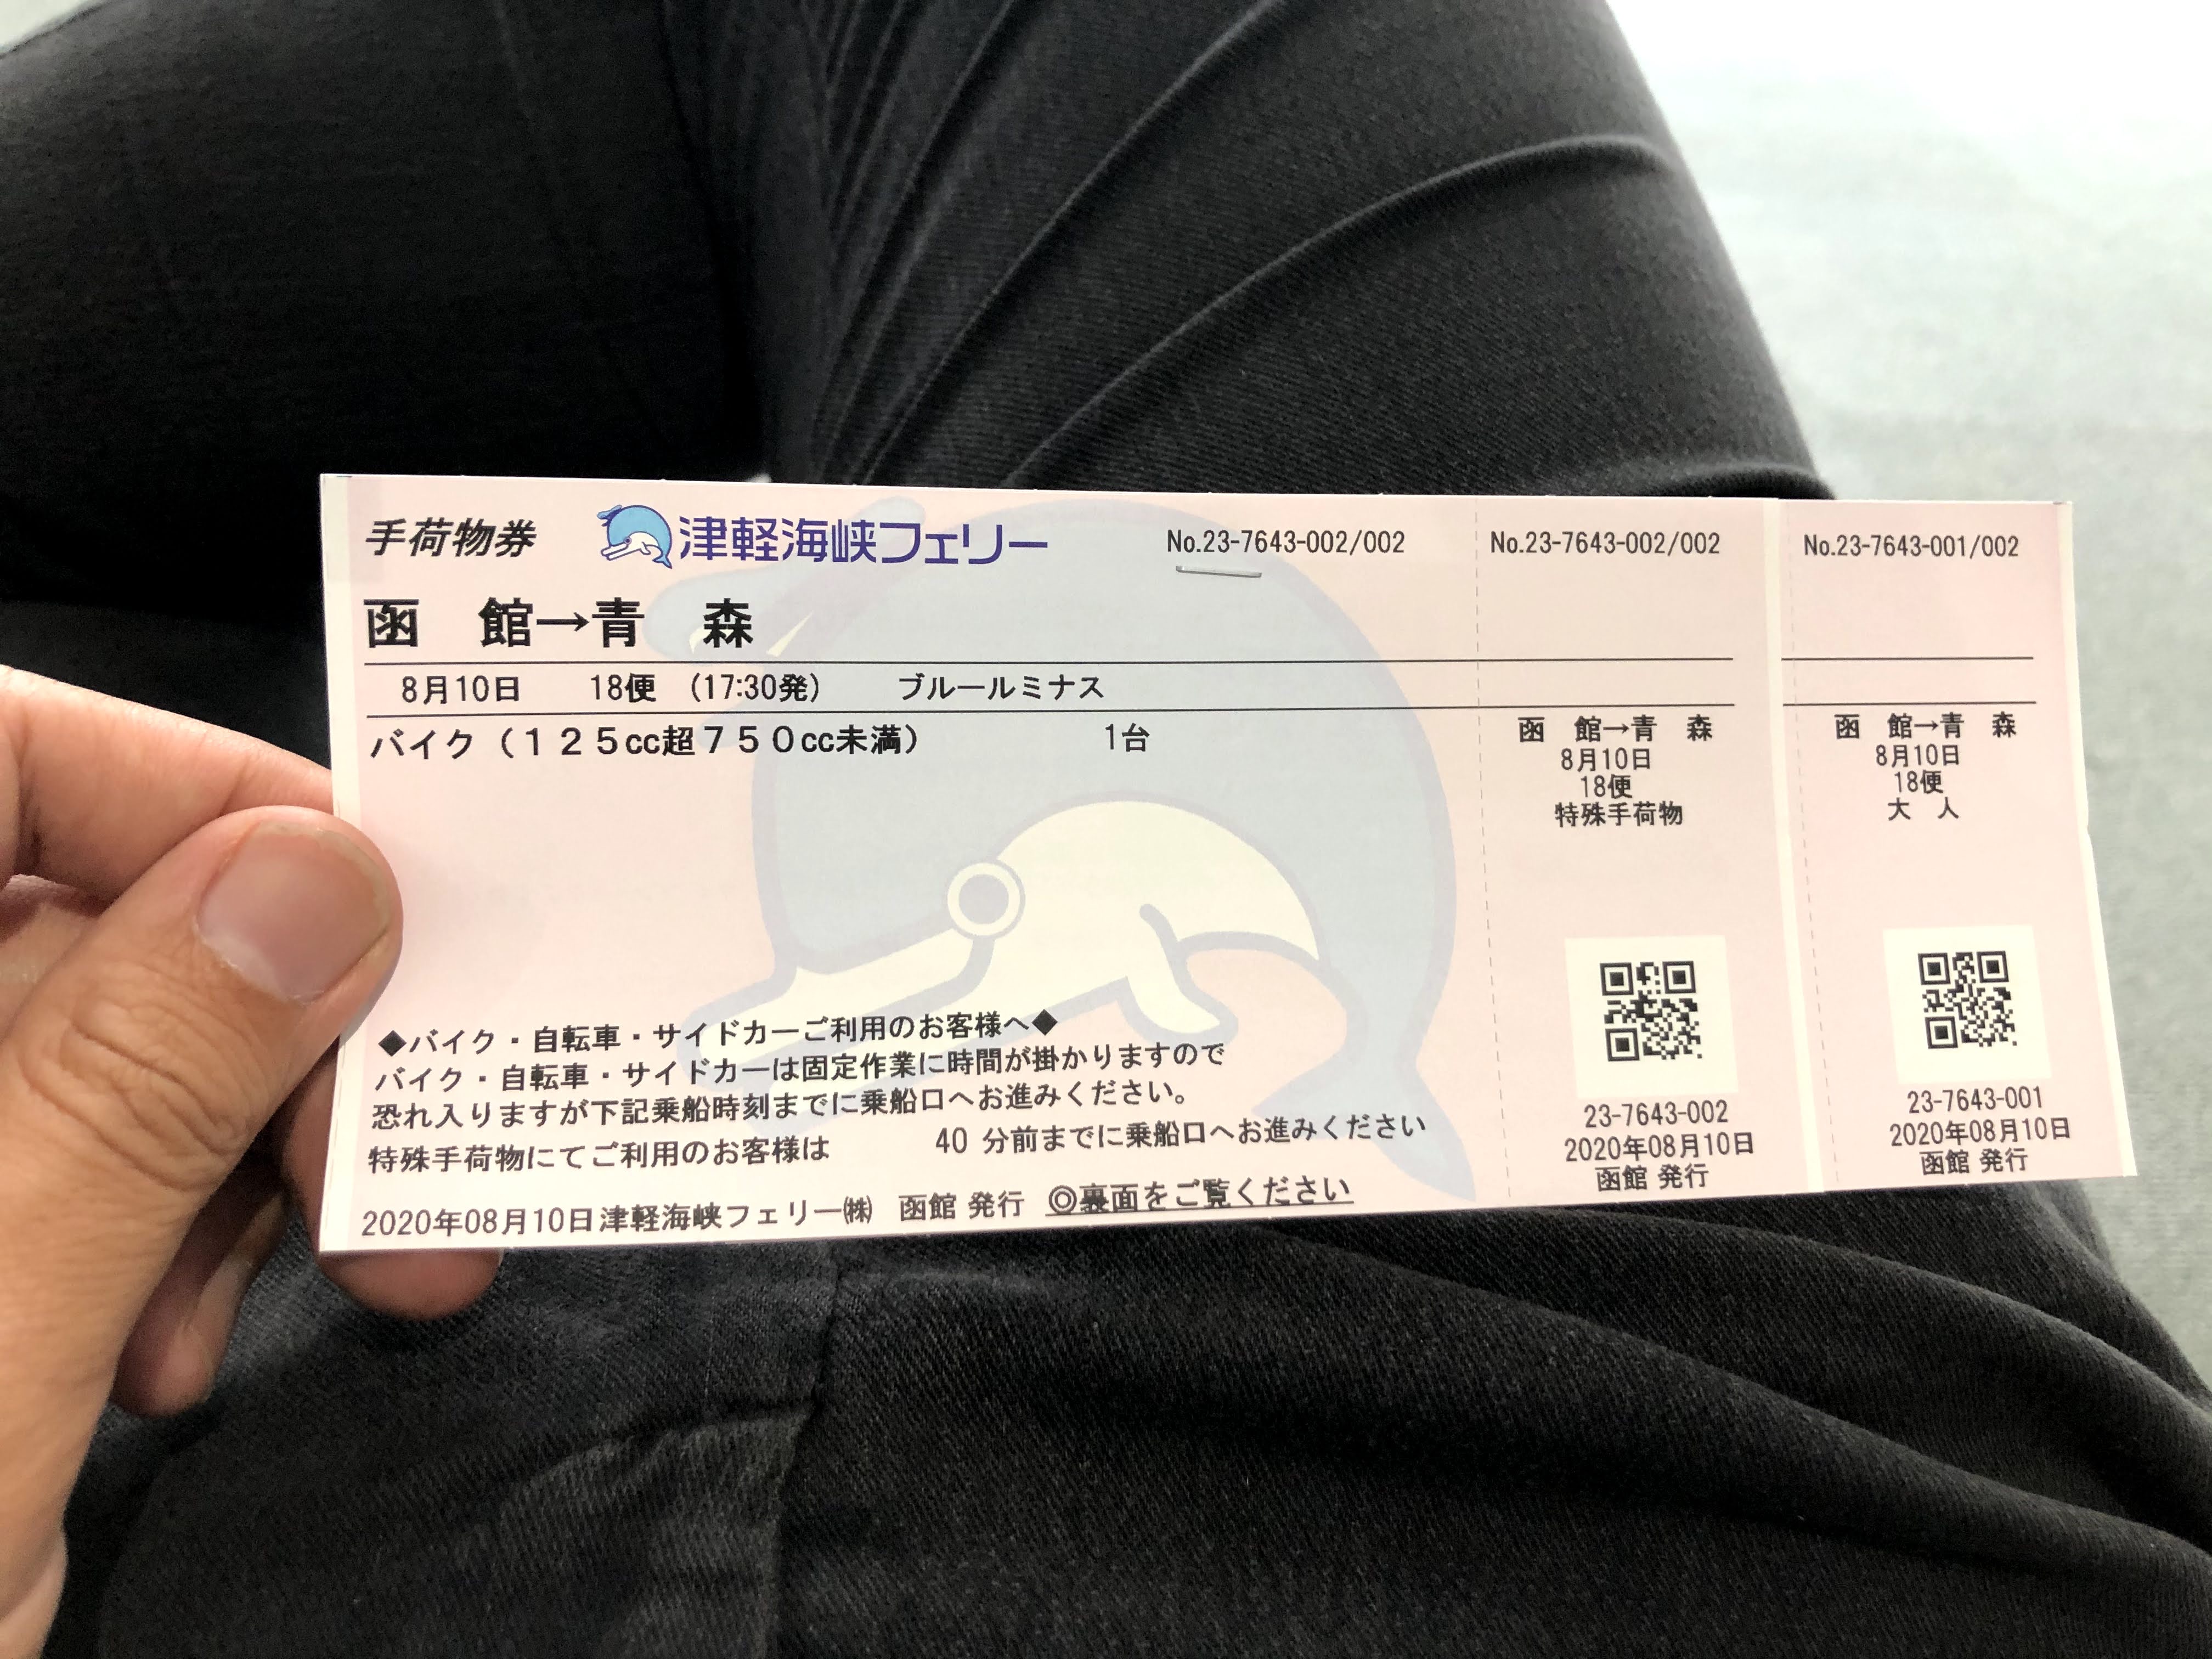 手荷物券 津軽海峡フェリー No.23-7643-002/002
函 館→青 森
8月10日 18便 (17:30発) ブルールミナス
バイク（１２５cc超７５０cc未満） 1台
◆バイク・自転車・サイドカーご利用のお客様へ◆
バイク・自転車・サイドカーは固定作業に時間が掛かりますので
恐れ入りますが下記乗船時刻までに乗船口へお進みください。
特殊手荷物にてご利用のお客様は 40 分前までに乗船口へお進みください
2020年08月10日津軽海峡フェリー㈱ 函館 発行 ◎裏面をご覧ください
No.23-7643-002/002
函 館→青 森
8月10日
18便
特殊手荷物
23-7643-002
2020年08月10日
函館 発行
No.23-7643-001/002
函 館→青 森
8月10日
18便
大 人
23-7643-001
2020年08月10日
函館 発行